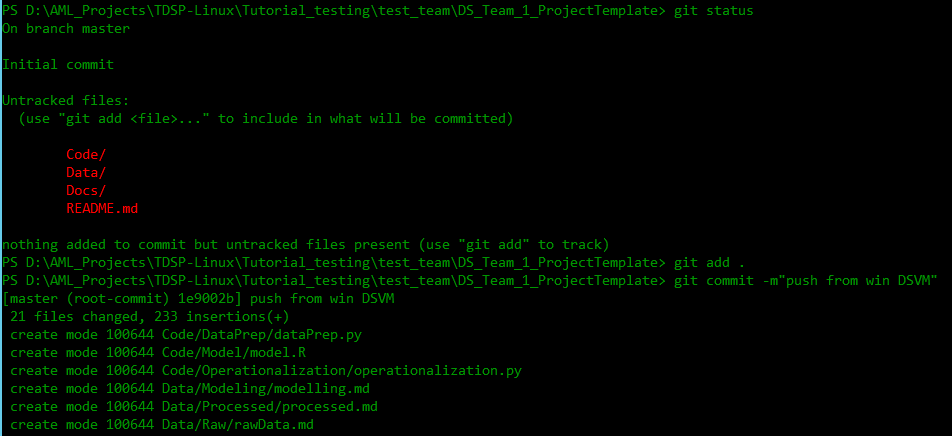 PS D:\AML_Projects\TDSP-Linux\Tutorial_testing\test_team\DS_Team_1_ProjectTemplate> git status
On branch master
Initial commit
Untracked files:
(use "git add <file>..." to include in what will be committed)
Code/
Data/
Docs/
README.md
nothing added to commit but untracked files present (use "git add" to track)
PS D:\AML_Projects\TDSP-Linux\Tutorial_testing\test_team\DS_Team_1_ProjectTemplate> git add .
PS D:\AML_Projects\TDSP-Linux\Tutorial_testing\test_team\DS_Team_1_ProjectTemplate> git commit -m"push from win DSVM"
[master (root-commit) 1e9002b] push from win DSVM
21 files changed, 233 insertions(+)
create mode 100644 Code/DataPrep/dataPrep.py
create mode 100644 Code/Model/model.R
create mode 100644 Code/Operationalization/operationalization.py
create mode 100644 Data/Modeling/modelling.md
create mode 100644 Data/Processed/processed.md
create mode 100644 Data/Raw/rawData.md